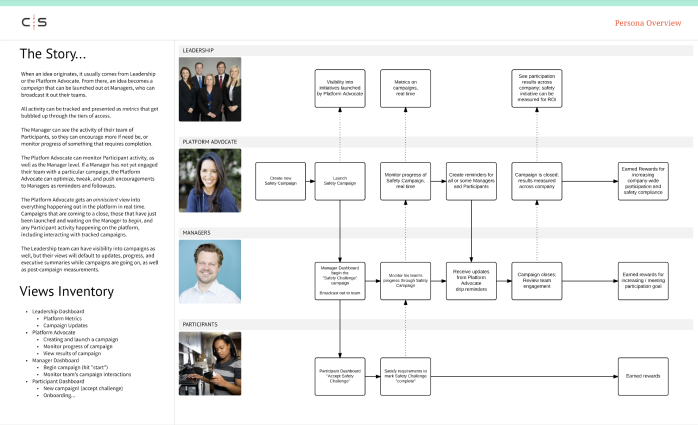 C S
Persona Overview
The Story...
When an idea originates, it usually comes from Leadership
or the Platform Advocate. From there, an idea becomes a
campaign that can be launched out ot Managers, who can
broadcast it out their teams.
All activity can be tracked and presented as metrics that get
bubbled up through the tiers of access.
The Manager can see the activity of their team of
Participants, so they can encourage more if need be, or
monitor progress of something that requires completion.
The Platform Advocate can monitor Participant activity, as
well as the Manager level. If a Manager has not yet engaged
their team with a particular campaign, the Platform
Advocate can optimize, tweak, and push encouragements
to Managers as reminders and followups.
The Platform Advocate gets an omniscient view into
everything happening out in the platform in real time.
Campaigns that are coming to a close, those that have just
been launched and waiting on the Manager to begin, and
any Participant activity happening on the platform,
including interacting with tracked campaigns.
The Leadership team can have visibility into campaigns as
well, but their views will default to updates, progress, and
executive summaries while campaigns are going on, as well
as post-campaign measurements.
Views Inventory
• Leadership Dashboard
• Platform Metrics
• Campaign Updates
• Platform Advocate
• Creating and launch a campaign
• Monitor progress of campaign
• View results of campaign
• Manager Dashboard
• Begin campaign (hit "start")
• Monitor team's campaign interactions
• Participant Dashboard
• New campaign! (accept challenge)
• Onboarding...
LEADERSHIP
Visibility into
initiatives launched
by Platform Advocate
Metrics on
campaigns,
real time
See participation
results across
company; safety
initiative can be
measured for ROI
PLATFORM ADVOCATE
Create new
Safety Campaign
Launch
Safety Campaign
Monitor progress of
Safety Campaign,
real time
Create reminders for
all or some Managers
and Participants
Campaign is closed;
results measured
across company
Earned Rewards for
increasing
company-wide
participation and
safety compliance
MANAGERS
Manager Dashboard
begin the
"Safety Challenge"
campaign
Broadcast out to team
Monitor his team's
progress through Safety
Campaign
Receive updates
from Platform
Advocate
drip reminders
Campaign closes;
Review team
engagement
Earned rewards for
increasing / meeting
participation goal
PARTICIPANTS
Participant Dashboard
"Accept Safety
Challenge"
Satisfy requirements to
mark Safety Challenge
"complete"
Earned rewards